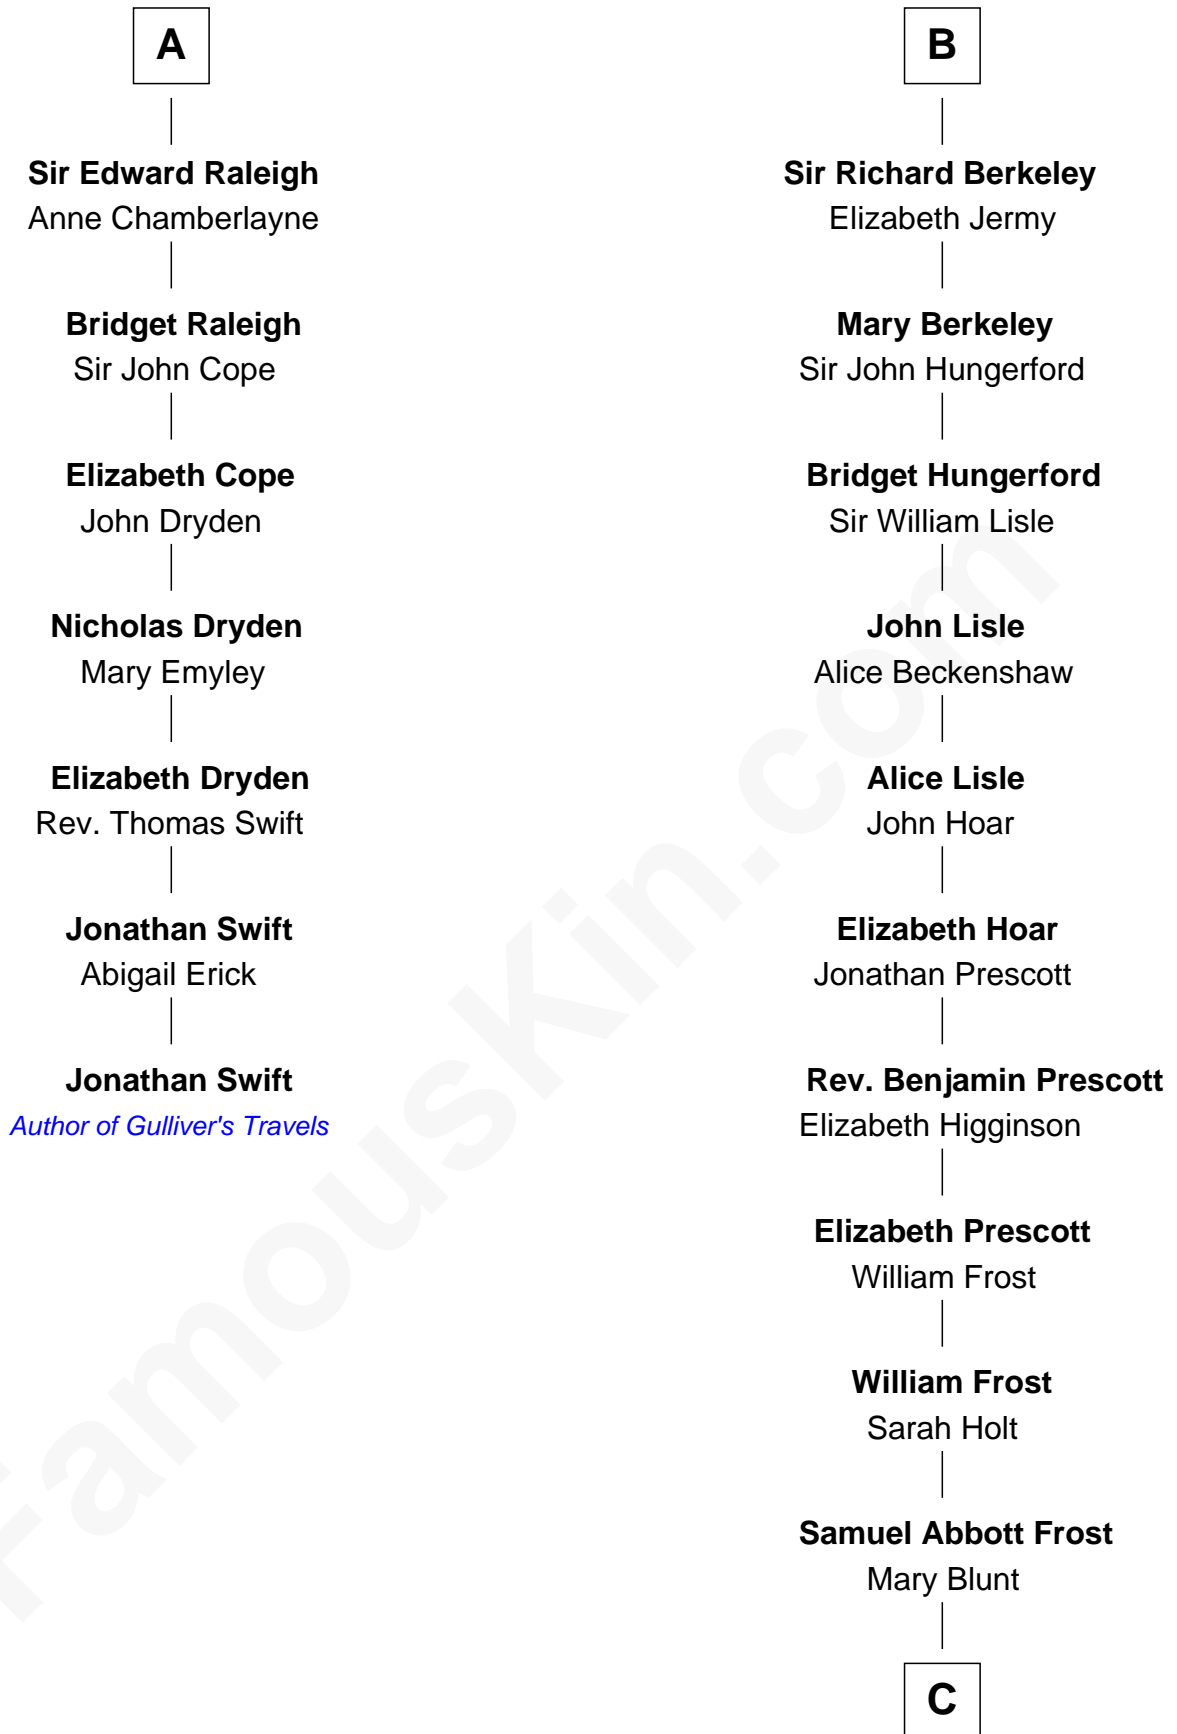 A
Sir Edward Raleigh
Anne Chamberlayne
Bridget Raleigh
Sir John Cope
Elizabeth Cope
John Dryden
Nicholas Dryden
Mary Emyley
Elizabeth Dryden
Rev. Thomas Swift
Jonathan Swift
Abigail Erick
Jonathan Swift
Author of Gulliver's Travels
B
Sir Richard Berkeley
Elizabeth Jermy
Mary Berkeley
Sir John Hungerford
Bridget Hungerford
Sir William Lisle
John Lisle
Alice Beckenshaw
Alice Lisle
John Hoar
Elizabeth Hoar
Jonathan Prescott
Rev. Benjamin Prescott
Elizabeth Higginson
Elizabeth Prescott
William Frost
William Frost
Sarah Holt
Samuel Abbott Frost
Mary Blunt
C
FamousKin.com